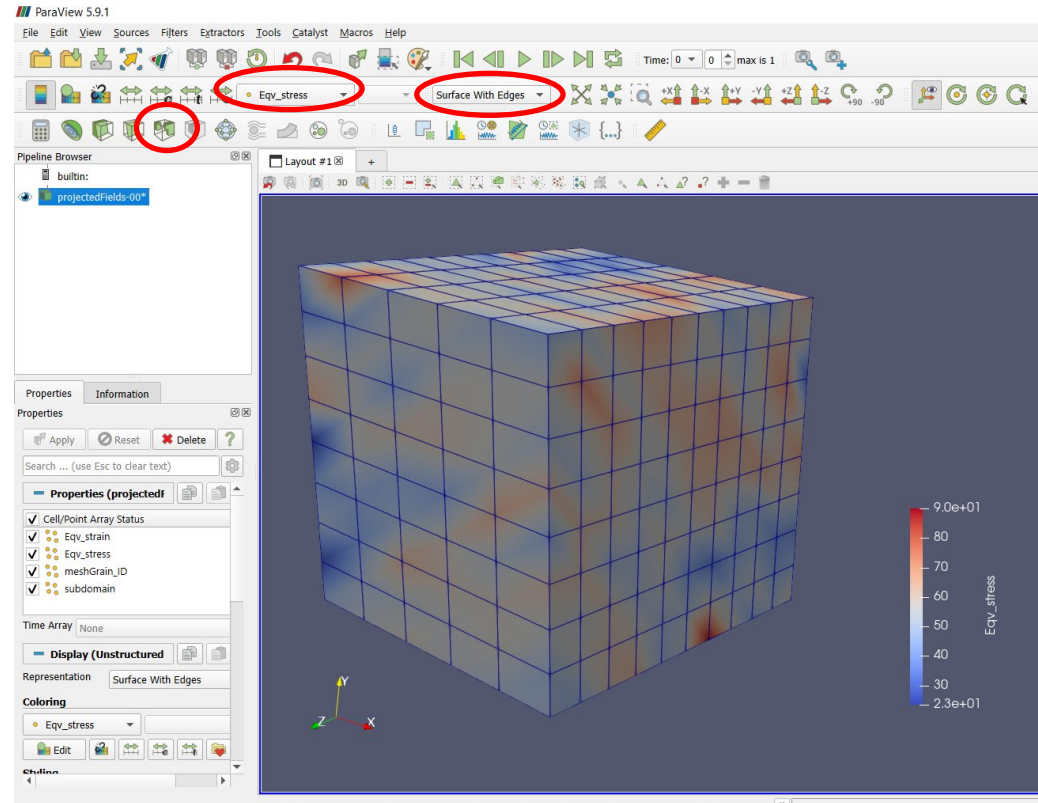 ParaView 5.9.1
File Edit View Sources Filters Extractors Tools Catalyst Macros Help
Time: 0 0 max is 1
Eqv_stress Surface With Edges +X -X +Y -Y +Z -Z +90 -90
Pipeline Browser
Layout #1 +
builtin:
3D
projectedFields-00*
Properties Information
Properties
Apply Reset Delete ?
Search ... (use Esc to clear text)
Properties (projectedF
Cell/Point Array Status
Eqv_strain
Eqv_stress
meshGrain_ID
subdomain
Time Array None
Display (Unstructured
Representation Surface With Edges
Coloring
Eqv_stress
Edit
Styling
Y
Z X
9.0e+01
80
70
60
50
40
30
2.3e+01
Eqv_stress